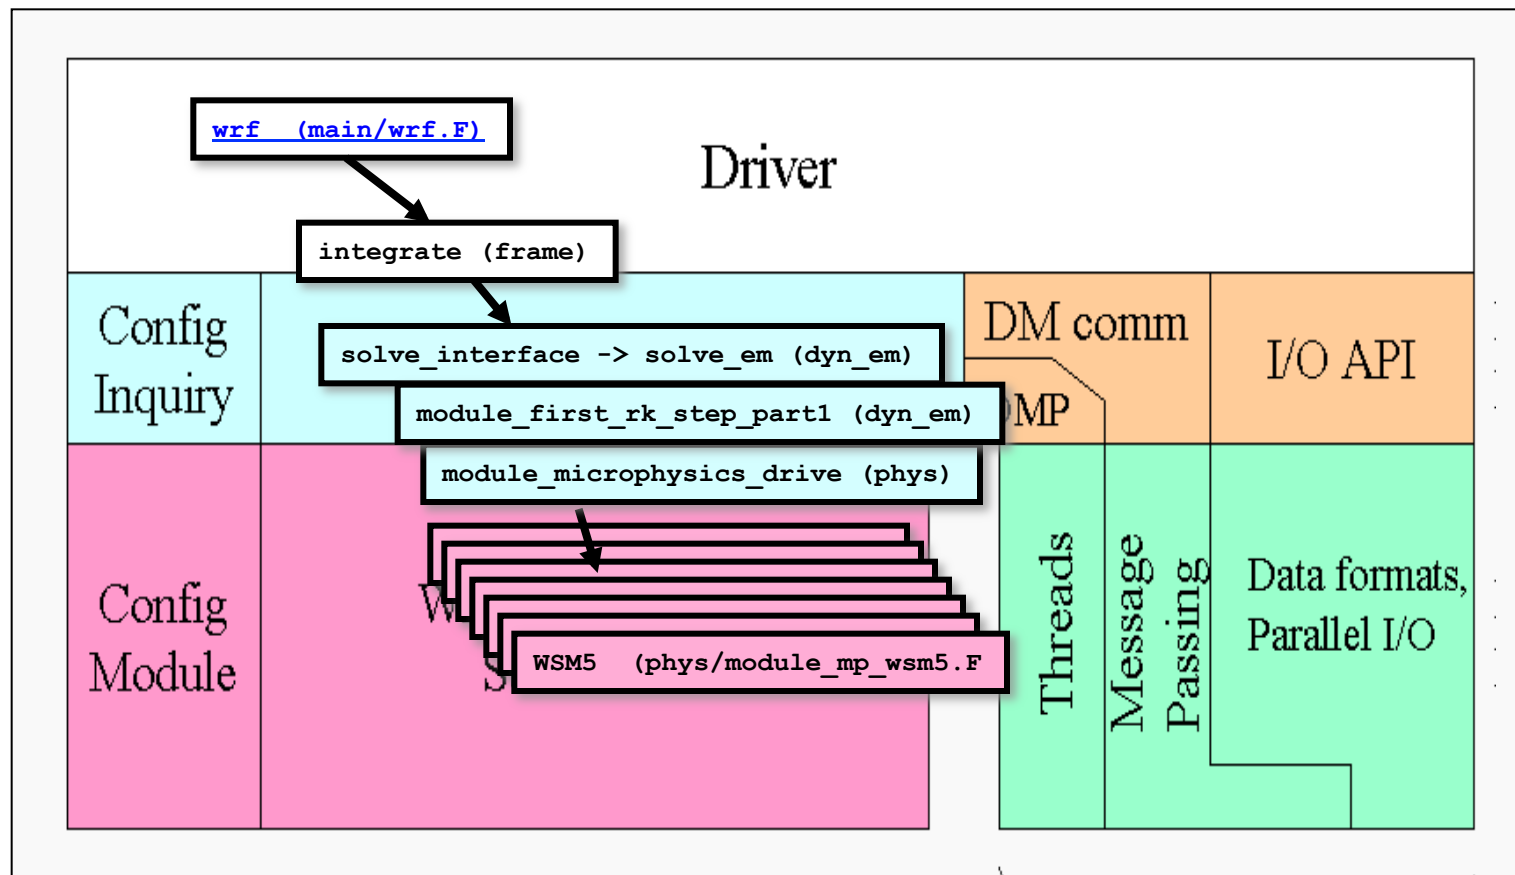 wrf (main/wrf.F)
Driver
integrate (frame)
Config
Inquiry
solve_interface -> solve_em (dyn_em)
DM comm
I/O API
module_first_rk_step_part1 (dyn_em)
module_microphysics_drive (phys)
Config
Module
WSM5 (phys/module_mp_wsm5.F
Threads
Message
Passing
Data formats,
Parallel I/O